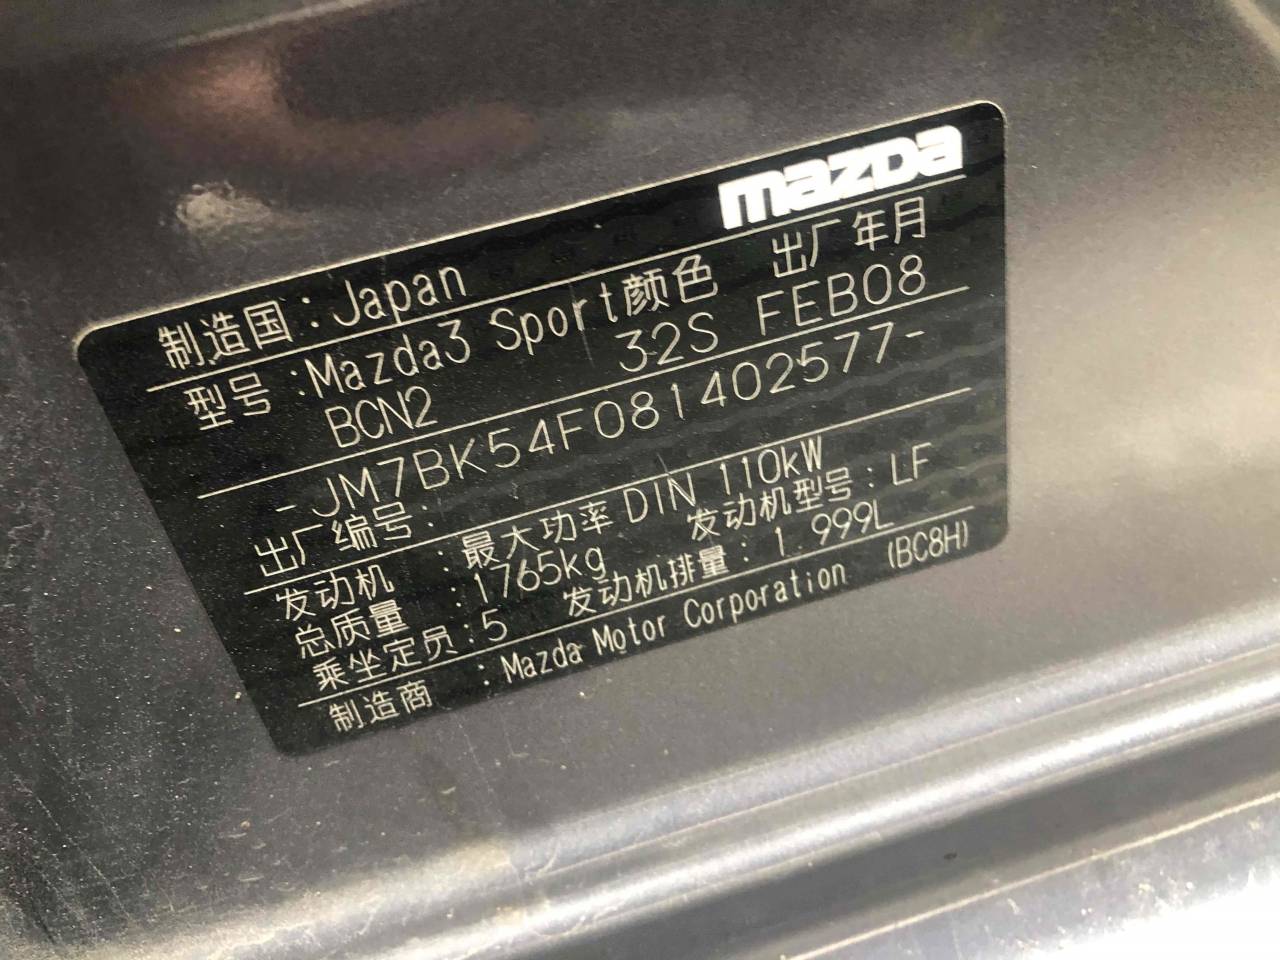 mazda
制造国:Japan
型号:Mazda3 Sport颜色 出厂年月
BCN2 32S FEB08
-JM7BK54F081402577-
出厂编号:
发动机 :最大功率 DIN 110kW
总质量 :1765kg 发动机型号:LF
乘坐定员:5 发动机排量:1.999L
制造商 :Mazda Motor Corporation (BC8H)